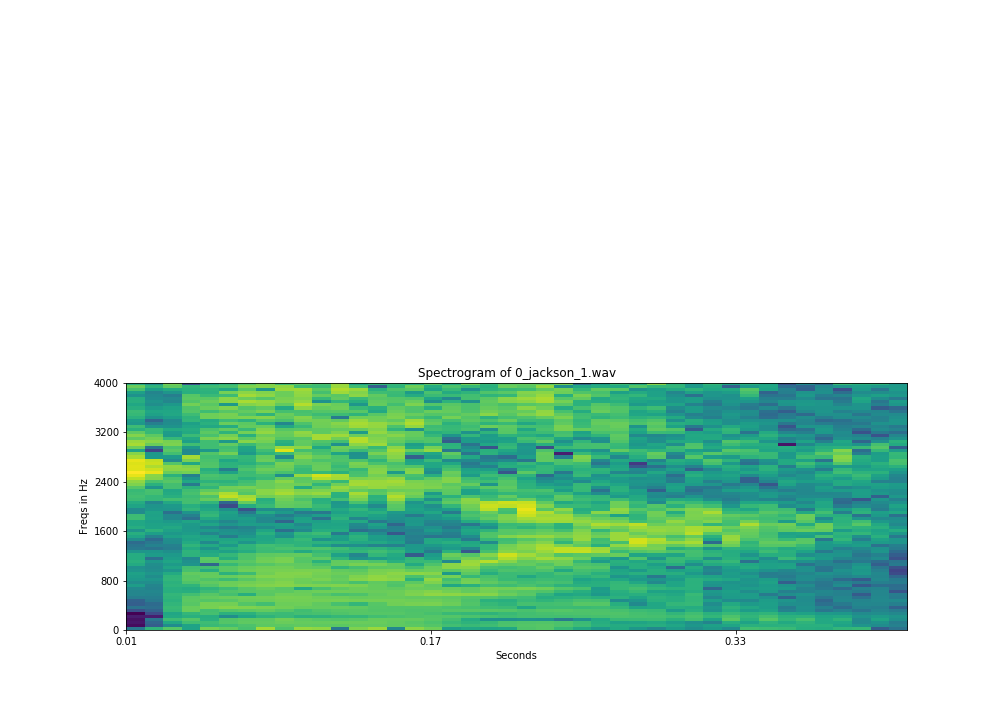 Spectrogram of 0_jackson_1.wav
4000
3200
2400
1600
800
0
Freqs in Hz
0.01 0.17 0.33
Seconds